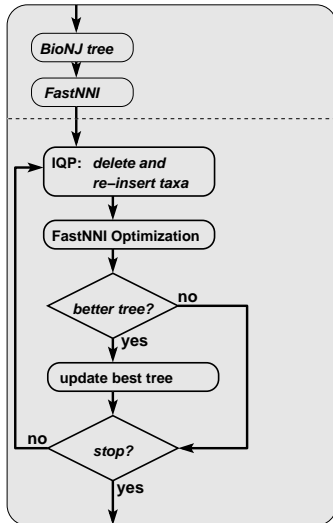 BioNJ tree
FastNNI
IQP: delete and
re–insert taxa
FastNNI Optimization
better tree?
no
yes
update best tree
no
stop?
yes